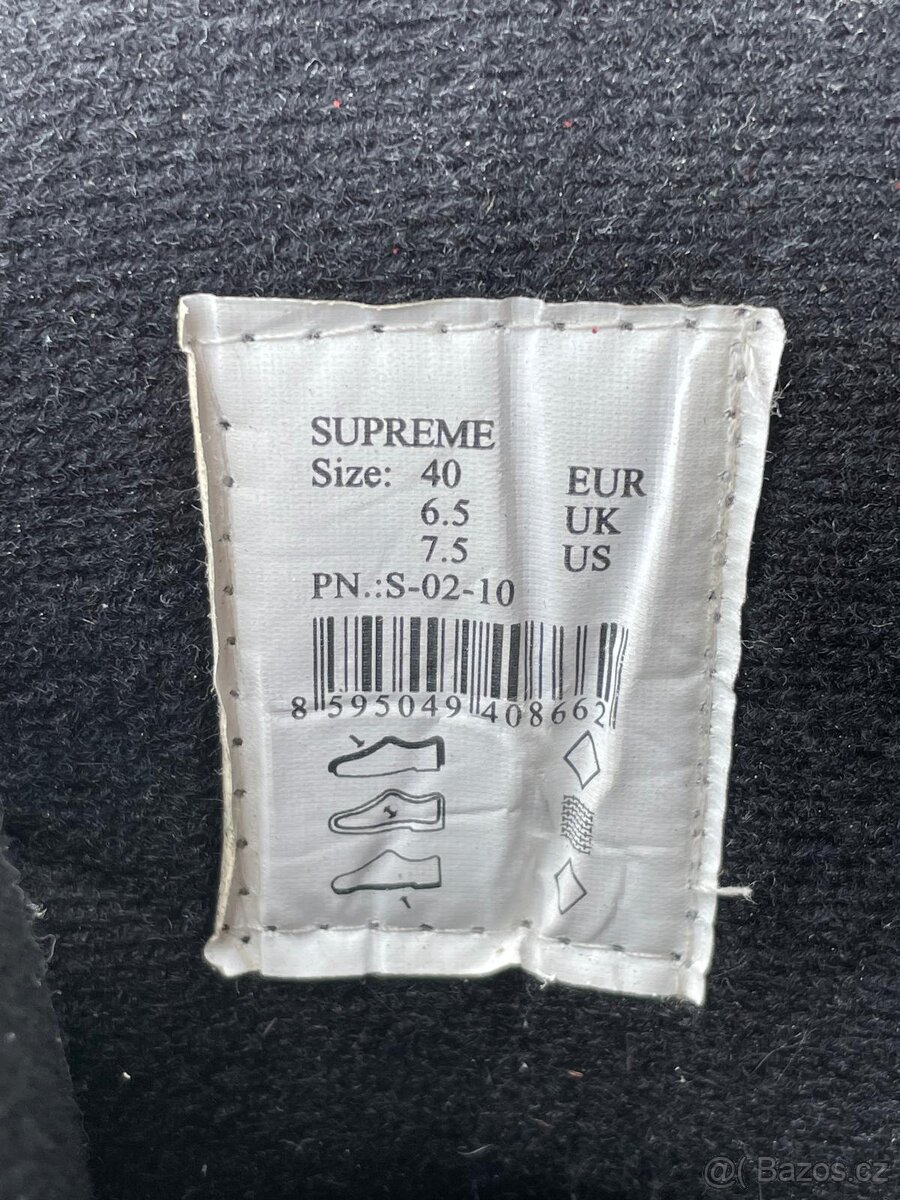 SUPREME
Size: 40 EUR
6.5 UK
7.5 US
PN.:S-02-10
8 595049 408662
@( Bazos.cz